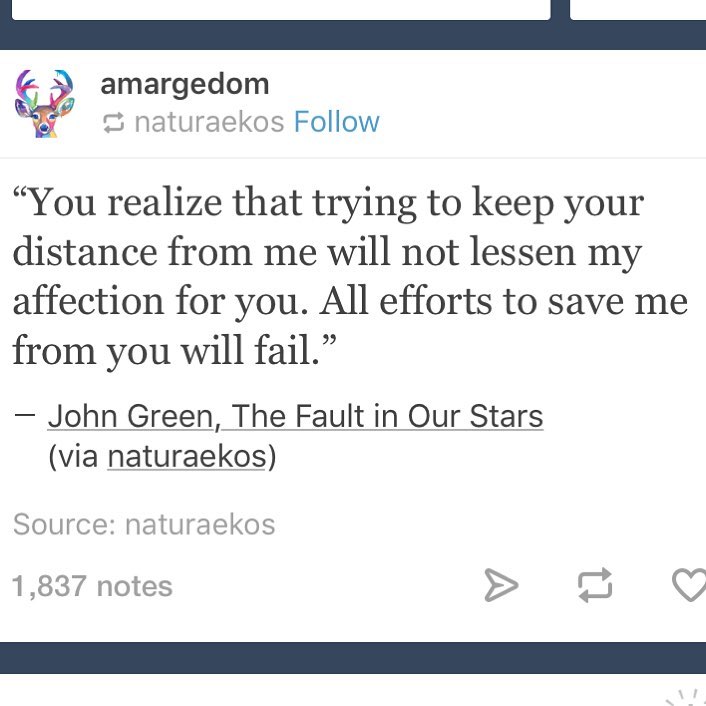 amargedom
naturaekos Follow
“You realize that trying to keep your
distance from me will not lessen my
affection for you. All efforts to save me
from you will fail.”
— John Green, The Fault in Our Stars
(via naturaekos)
Source: naturaekos
1,837 notes